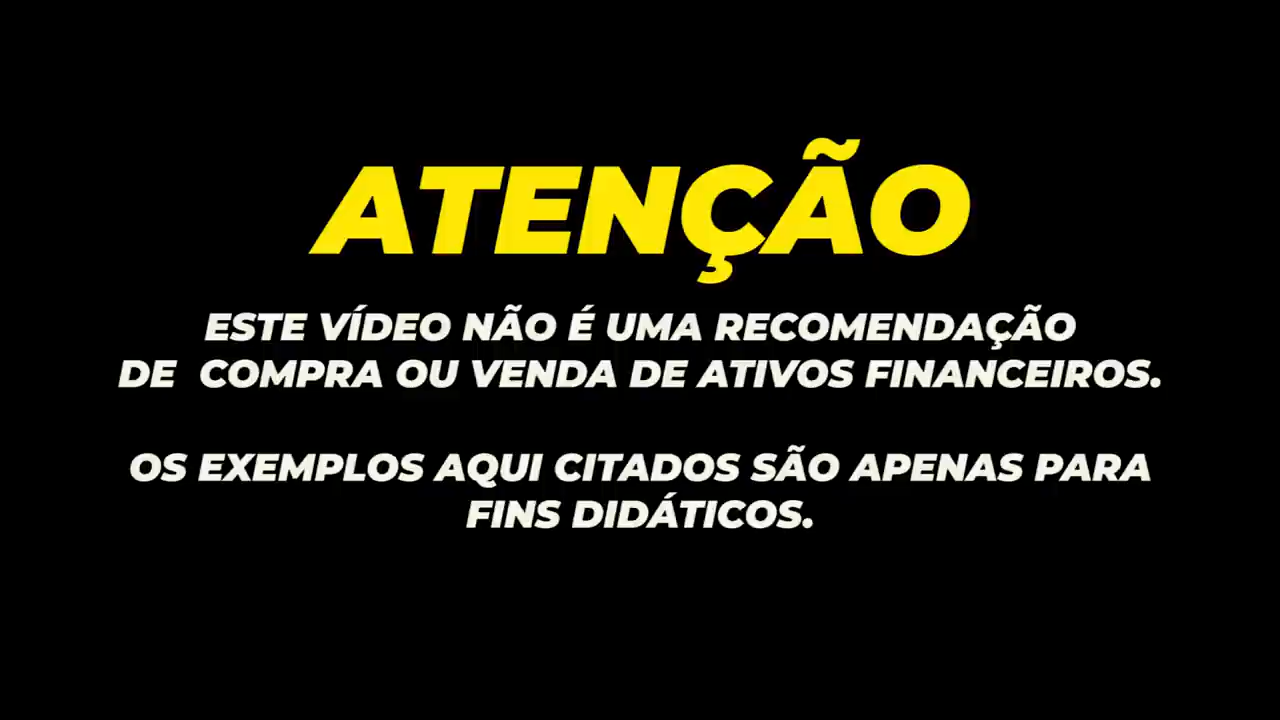 ATENÇÃO
ESTE VÍDEO NÃO É UMA RECOMENDAÇÃO
DE  COMPRA OU VENDA DE ATIVOS FINANCEIROS.
OS EXEMPLOS AQUI CITADOS SÃO APENAS PARA
FINS DIDÁTICOS.